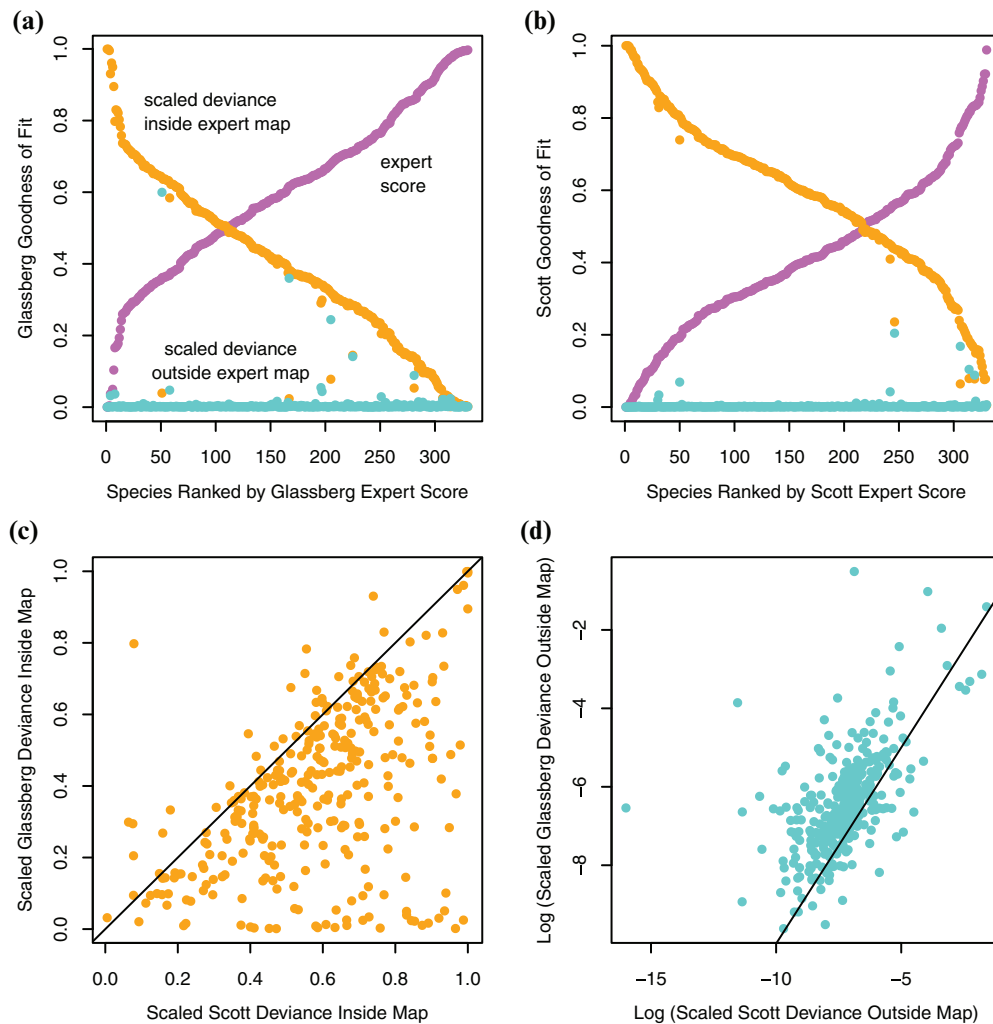 (a)
Glassberg Goodness of Fit
0.0 0.2 0.4 0.6 0.8 1.0
scaled deviance
inside expert map
expert
score
scaled deviance
outside expert map
0 50 100 150 200 250 300
Species Ranked by Glassberg Expert Score
(b)
Scott Goodness of Fit
0.0 0.2 0.4 0.6 0.8 1.0
0 50 100 150 200 250 300
Species Ranked by Scott Expert Score
(c)
Scaled Glassberg Deviance Inside Map
0.0 0.2 0.4 0.6 0.8 1.0
0.0 0.2 0.4 0.6 0.8 1.0
Scaled Scott Deviance Inside Map
(d)
Log (Scaled Glassberg Deviance Outside Map)
−8 −6 −4 −2
−15 −10 −5
Log (Scaled Scott Deviance Outside Map)